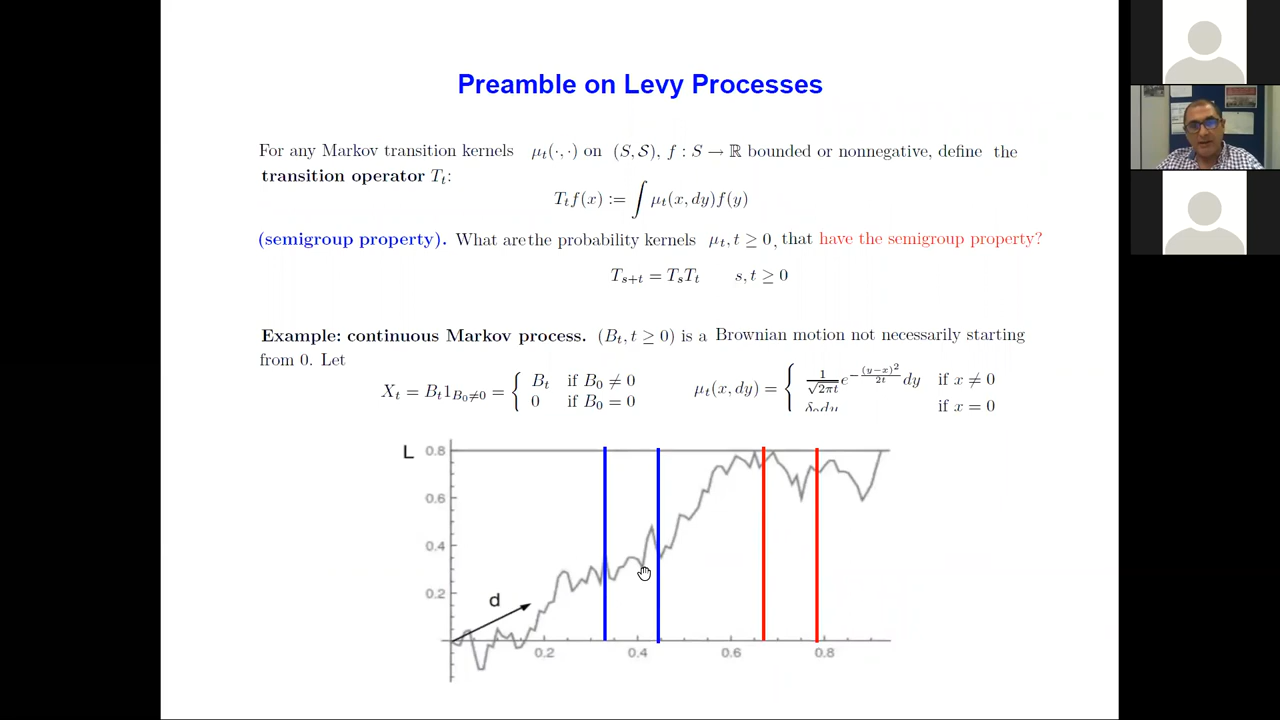 Preamble on Levy Processes
For any Markov transition kernels μ_t(·,·) on (S, 𝒮), f : S → ℝ bounded or nonnegative, define the
transition operator T_t:
T_t f(x) := ∫ μ_t(x, dy) f(y)
(semigroup property). What are the probability kernels μ_t, t ≥ 0, that have the semigroup property?
T_{s+t} = T_s T_t s, t ≥ 0
Example: continuous Markov process. (B_t, t ≥ 0) is a Brownian motion not necessarily starting
from 0. Let
X_t = B_t 1_{B_0≠0} = { B_t if B_0 ≠ 0
0 if B_0 = 0
μ_t(x, dy) = { 1/√(2πt) e^{-(y-x)²/2t} dy if x ≠ 0
δ_0 dy if x = 0
L 0.8
0.6
0.4
0.2
d
0.2 0.4 0.6 0.8